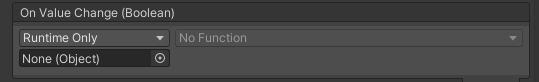 On Value Change (Boolean)
Runtime Only No Function
None (Object)